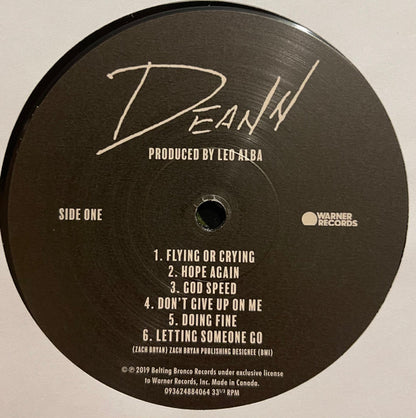 DEANN
PRODUCED BY LEO ALBA
SIDE ONE
WARNER
RECORDS
1. FLYING OR CRYING
2. HOPE AGAIN
3. GOD SPEED
4. DON'T GIVE UP ON ME
5. DOING FINE
6. LETTING SOMEONE GO
(ZACH BRYAN) ZACH BRYAN PUBLISHING DESIGNEE (BMI)
© ℗ 2019 Belting Bronco Records under exclusive license
to Warner Records, Inc. Made in Canada.
093624884064 33 1/3 RPM